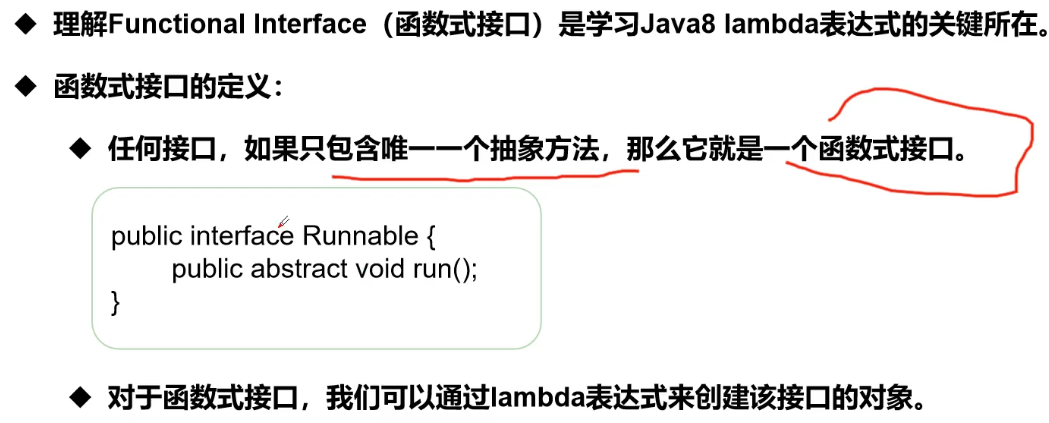 ◆ 理解Functional Interface（函数式接口）是学习Java8 lambda表达式的关键所在。
◆ 函数式接口的定义：
◆ 任何接口，如果只包含唯一一个抽象方法，那么它就是一个函数式接口。
public interface Runnable {
public abstract void run();
}
◆ 对于函数式接口，我们可以通过lambda表达式来创建该接口的对象。